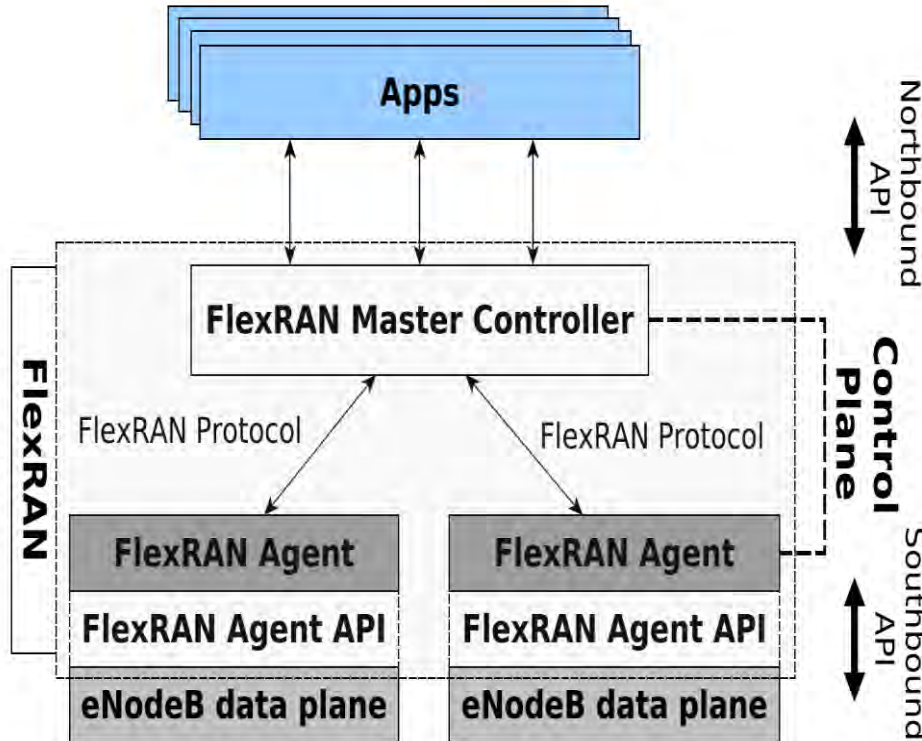 Apps
Northbound
API
FlexRAN Master Controller
FlexRAN
Control
Plane
FlexRAN Protocol
FlexRAN Protocol
FlexRAN Agent
FlexRAN Agent
FlexRAN Agent API
FlexRAN Agent API
Southbound
API
eNodeB data plane
eNodeB data plane